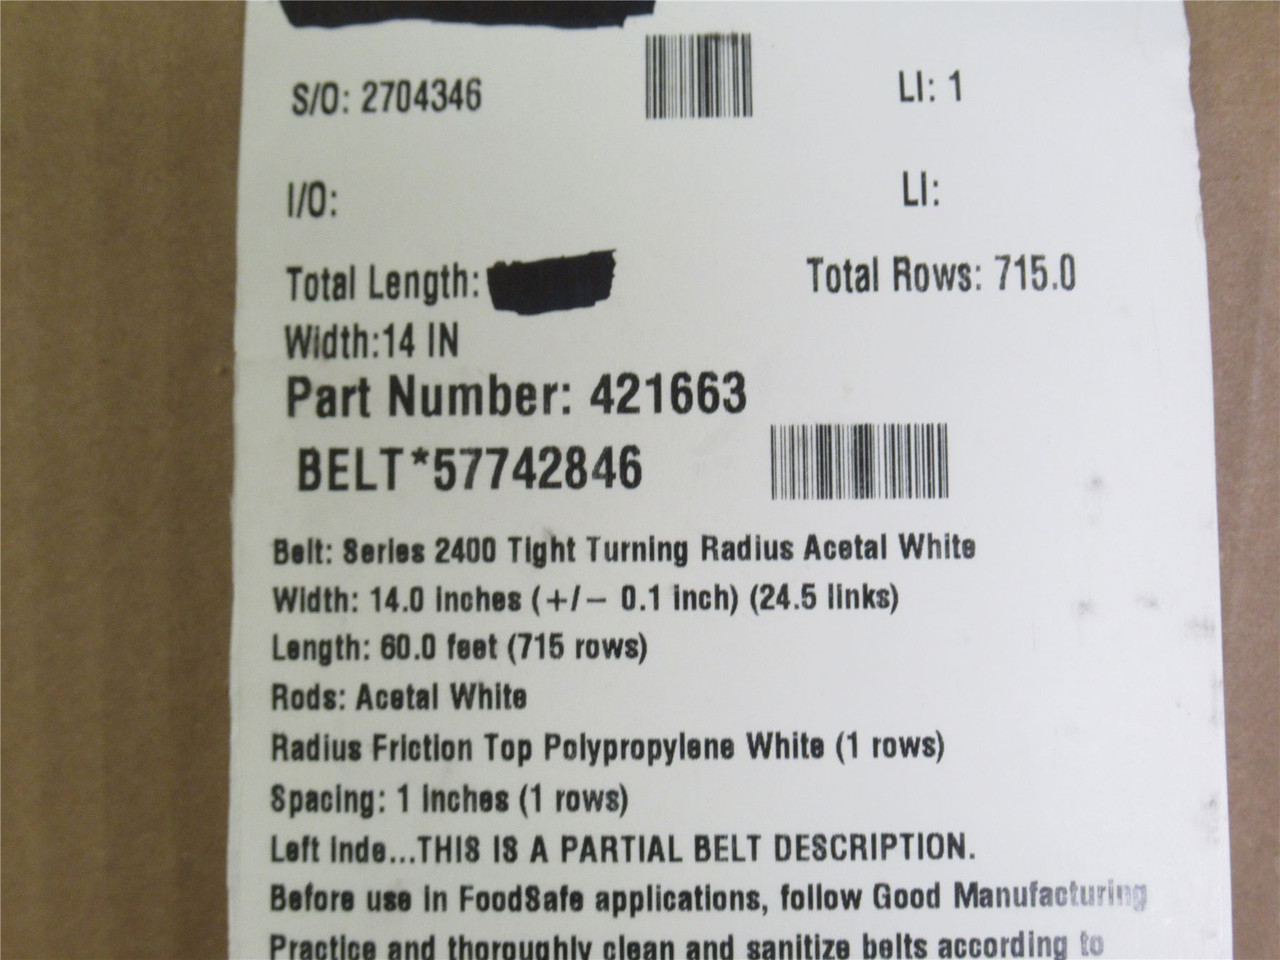 S/O: 2704346 LI: 1
I/O: LI:
Total Length: Total Rows: 715.0
Width:14 IN
Part Number: 421663
BELT*57742846
Belt: Series 2400 Tight Turning Radius Acetal White
Width: 14.0 inches (+/- 0.1 inch) (24.5 links)
Length: 60.0 feet (715 rows)
Rods: Acetal White
Radius Friction Top Polypropylene White (1 rows)
Spacing: 1 inches (1 rows)
Left inde...THIS IS A PARTIAL BELT DESCRIPTION.
Before use in FoodSafe applications, follow Good Manufacturing
Practice and thoroughly clean and sanitize belts according to